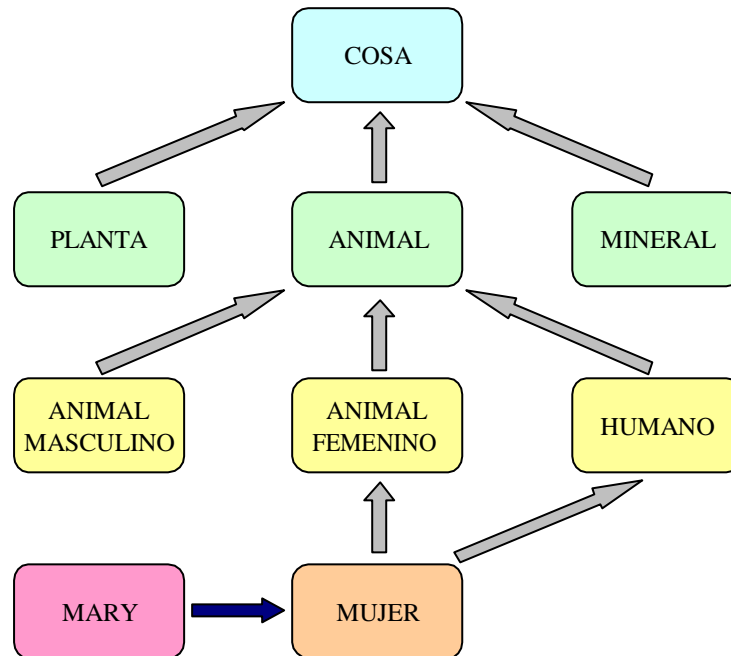 COSA
PLANTA
ANIMAL
MINERAL
ANIMAL
MASCULINO
ANIMAL
FEMENINO
HUMANO
MARY
MUJER